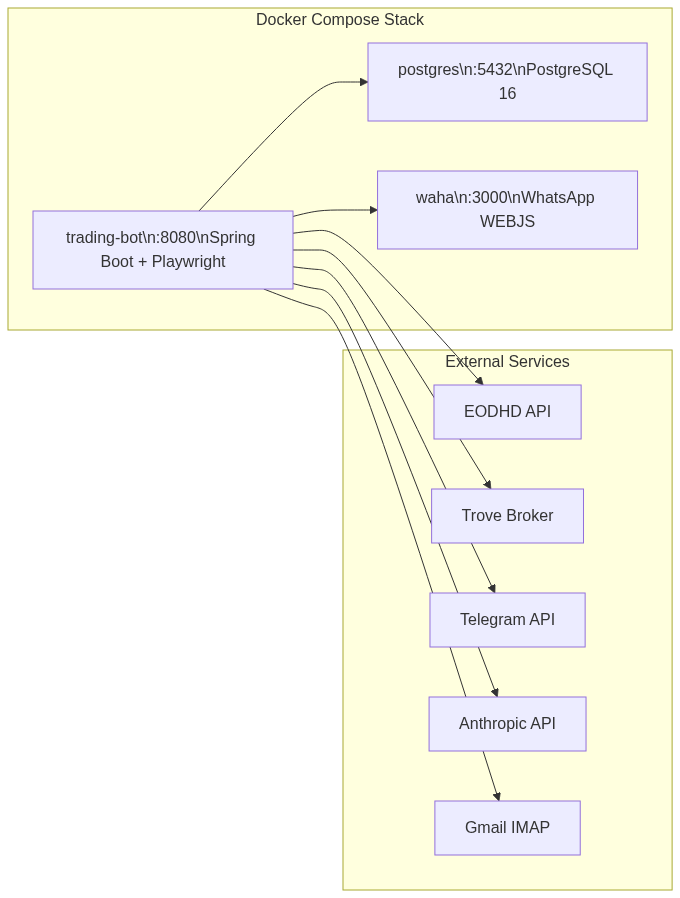 Docker Compose Stack
postgres\n:5432\nPostgreSQL
16
waha\n:3000\nWhatsApp
WEBJS
trading-bot\n:8080\nSpring
Boot + Playwright
External Services
EODHD API
Trove Broker
Telegram API
Anthropic API
Gmail IMAP